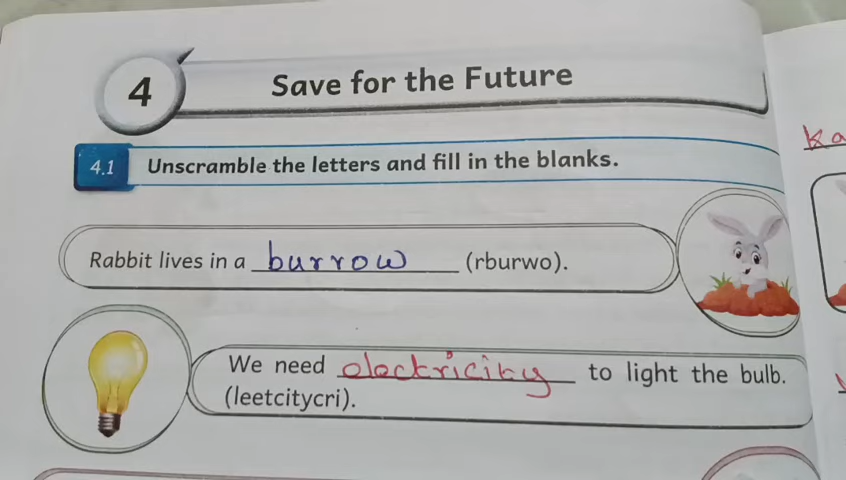 4
Save for the Future
4.1 Unscramble the letters and fill in the blanks.
Rabbit lives in a burrow (rburwo).
We need electricity to light the bulb.
(leetcitycri).
Ka